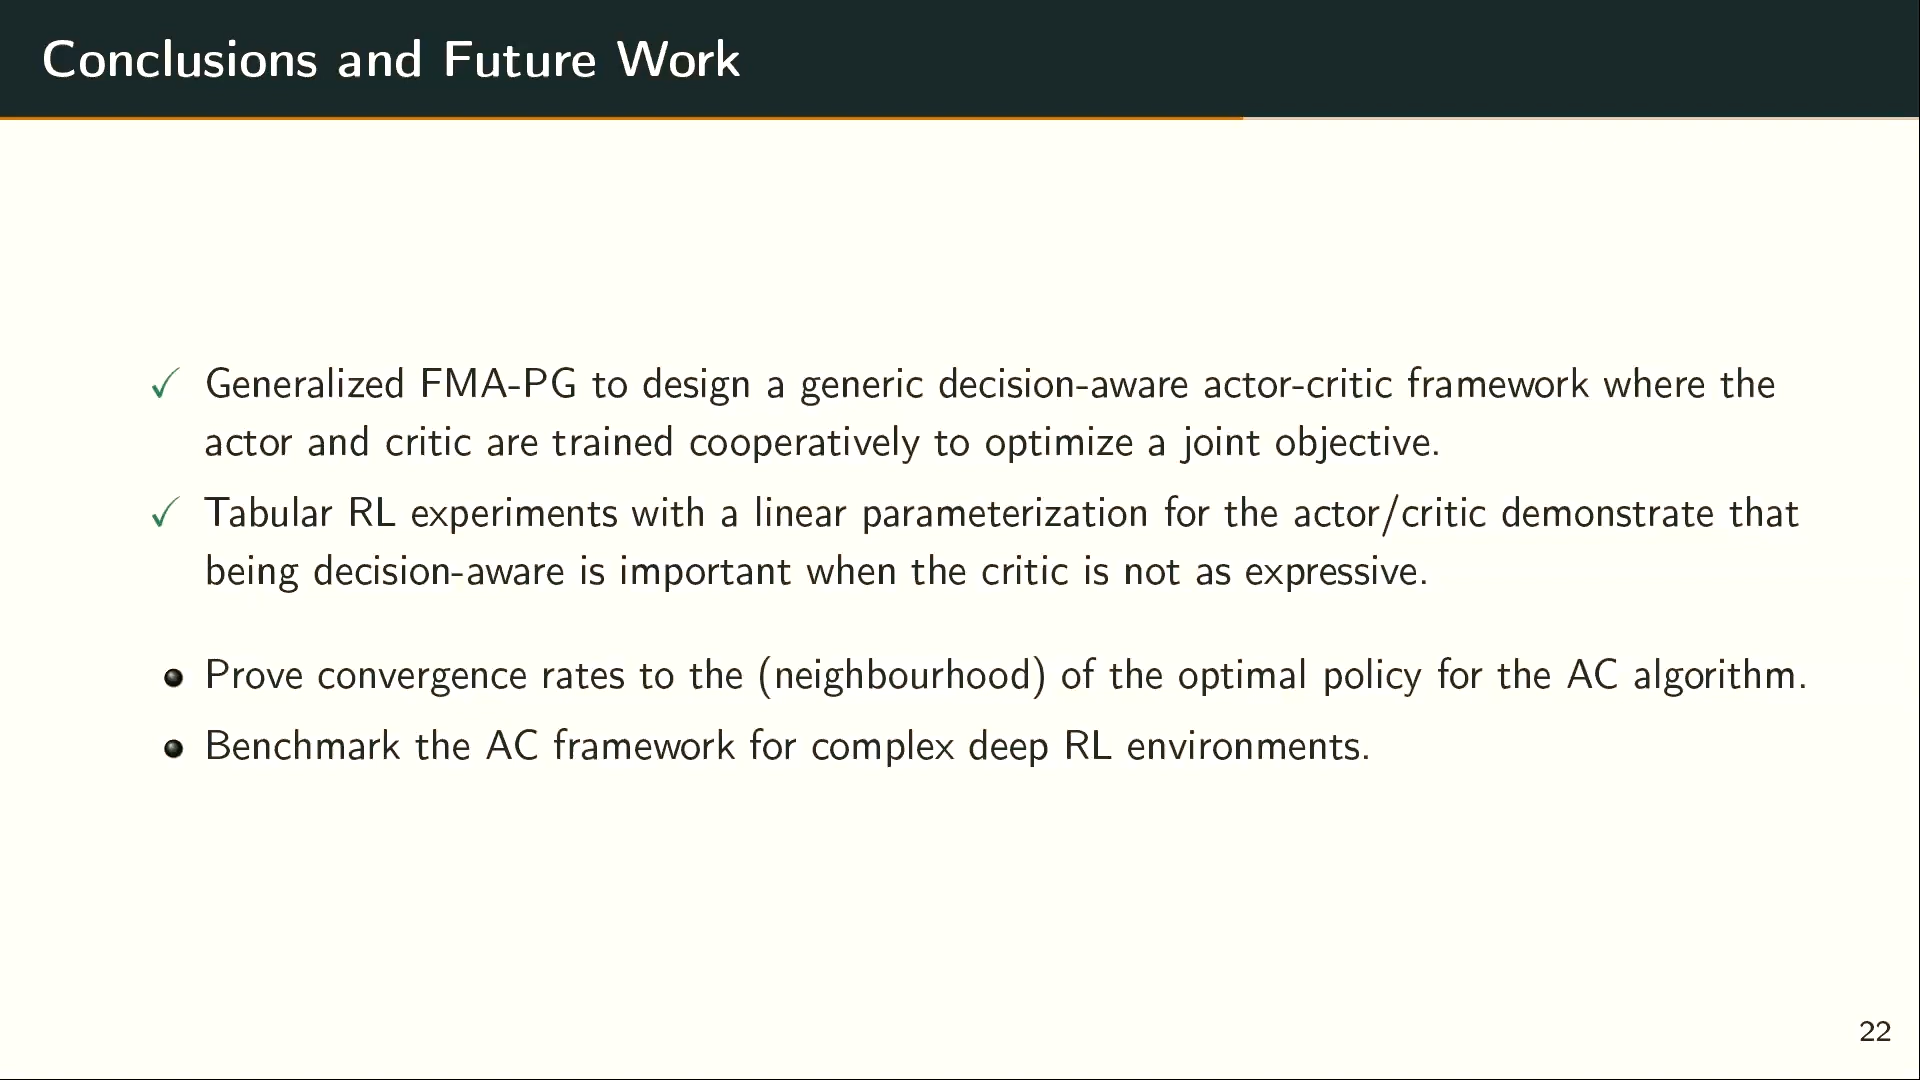 Conclusions and Future Work
✓ Generalized FMA-PG to design a generic decision-aware actor-critic framework where the
actor and critic are trained cooperatively to optimize a joint objective.
✓ Tabular RL experiments with a linear parameterization for the actor/critic demonstrate that
being decision-aware is important when the critic is not as expressive.
• Prove convergence rates to the (neighbourhood) of the optimal policy for the AC algorithm.
• Benchmark the AC framework for complex deep RL environments.
22